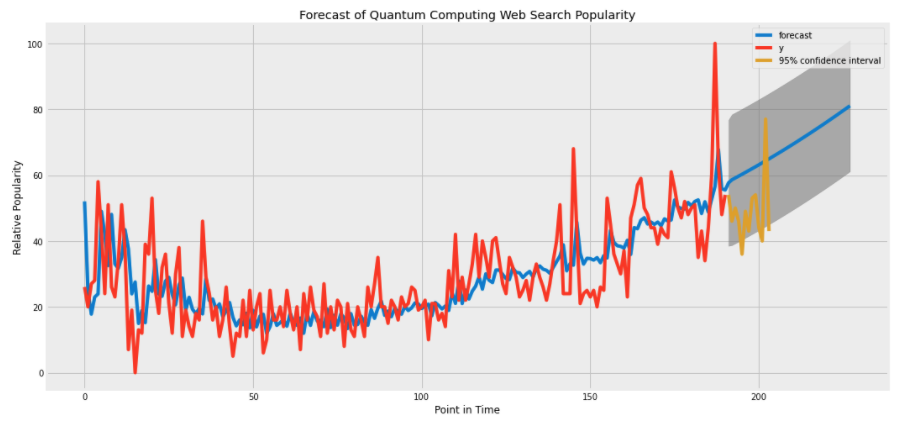 Forecast of Quantum Computing Web Search Popularity
forecast
y
95% confidence interval
100
80
60
40
20
0
Relative Popularity
0 50 100 150 200
Point in Time